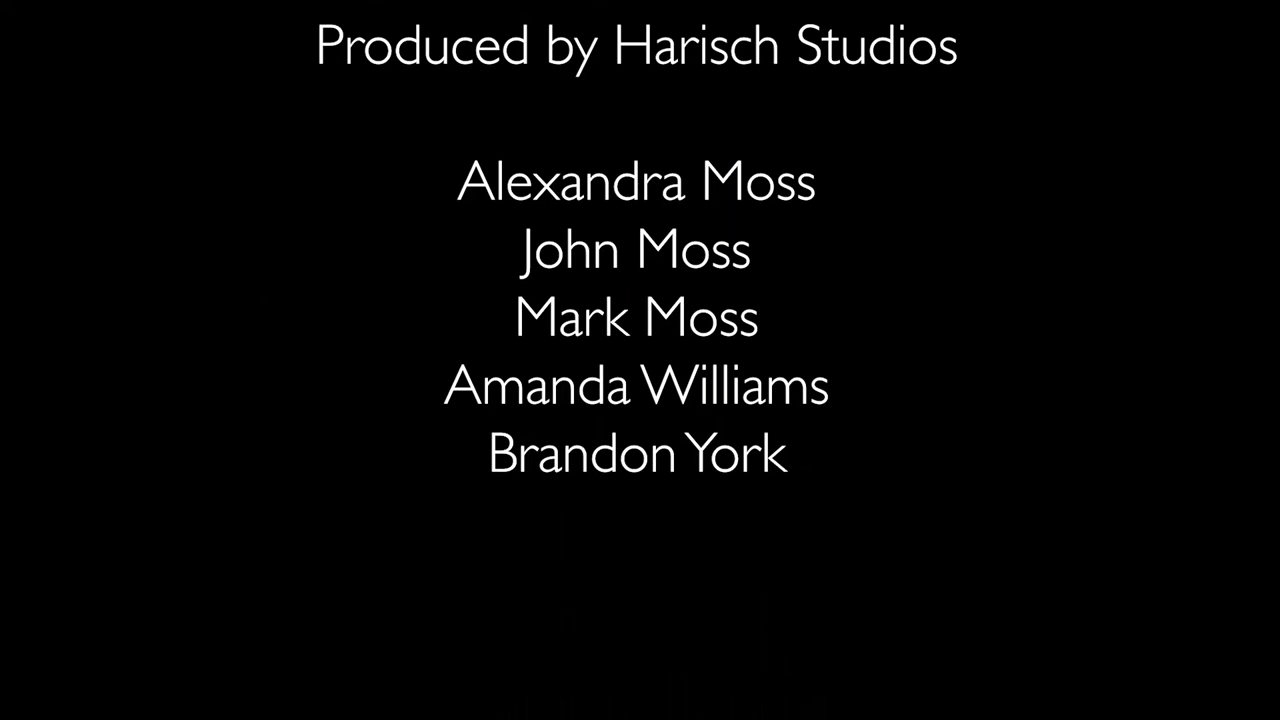 Produced by Harisch Studios
Alexandra Moss
John Moss
Mark Moss
Amanda Williams
Brandon York